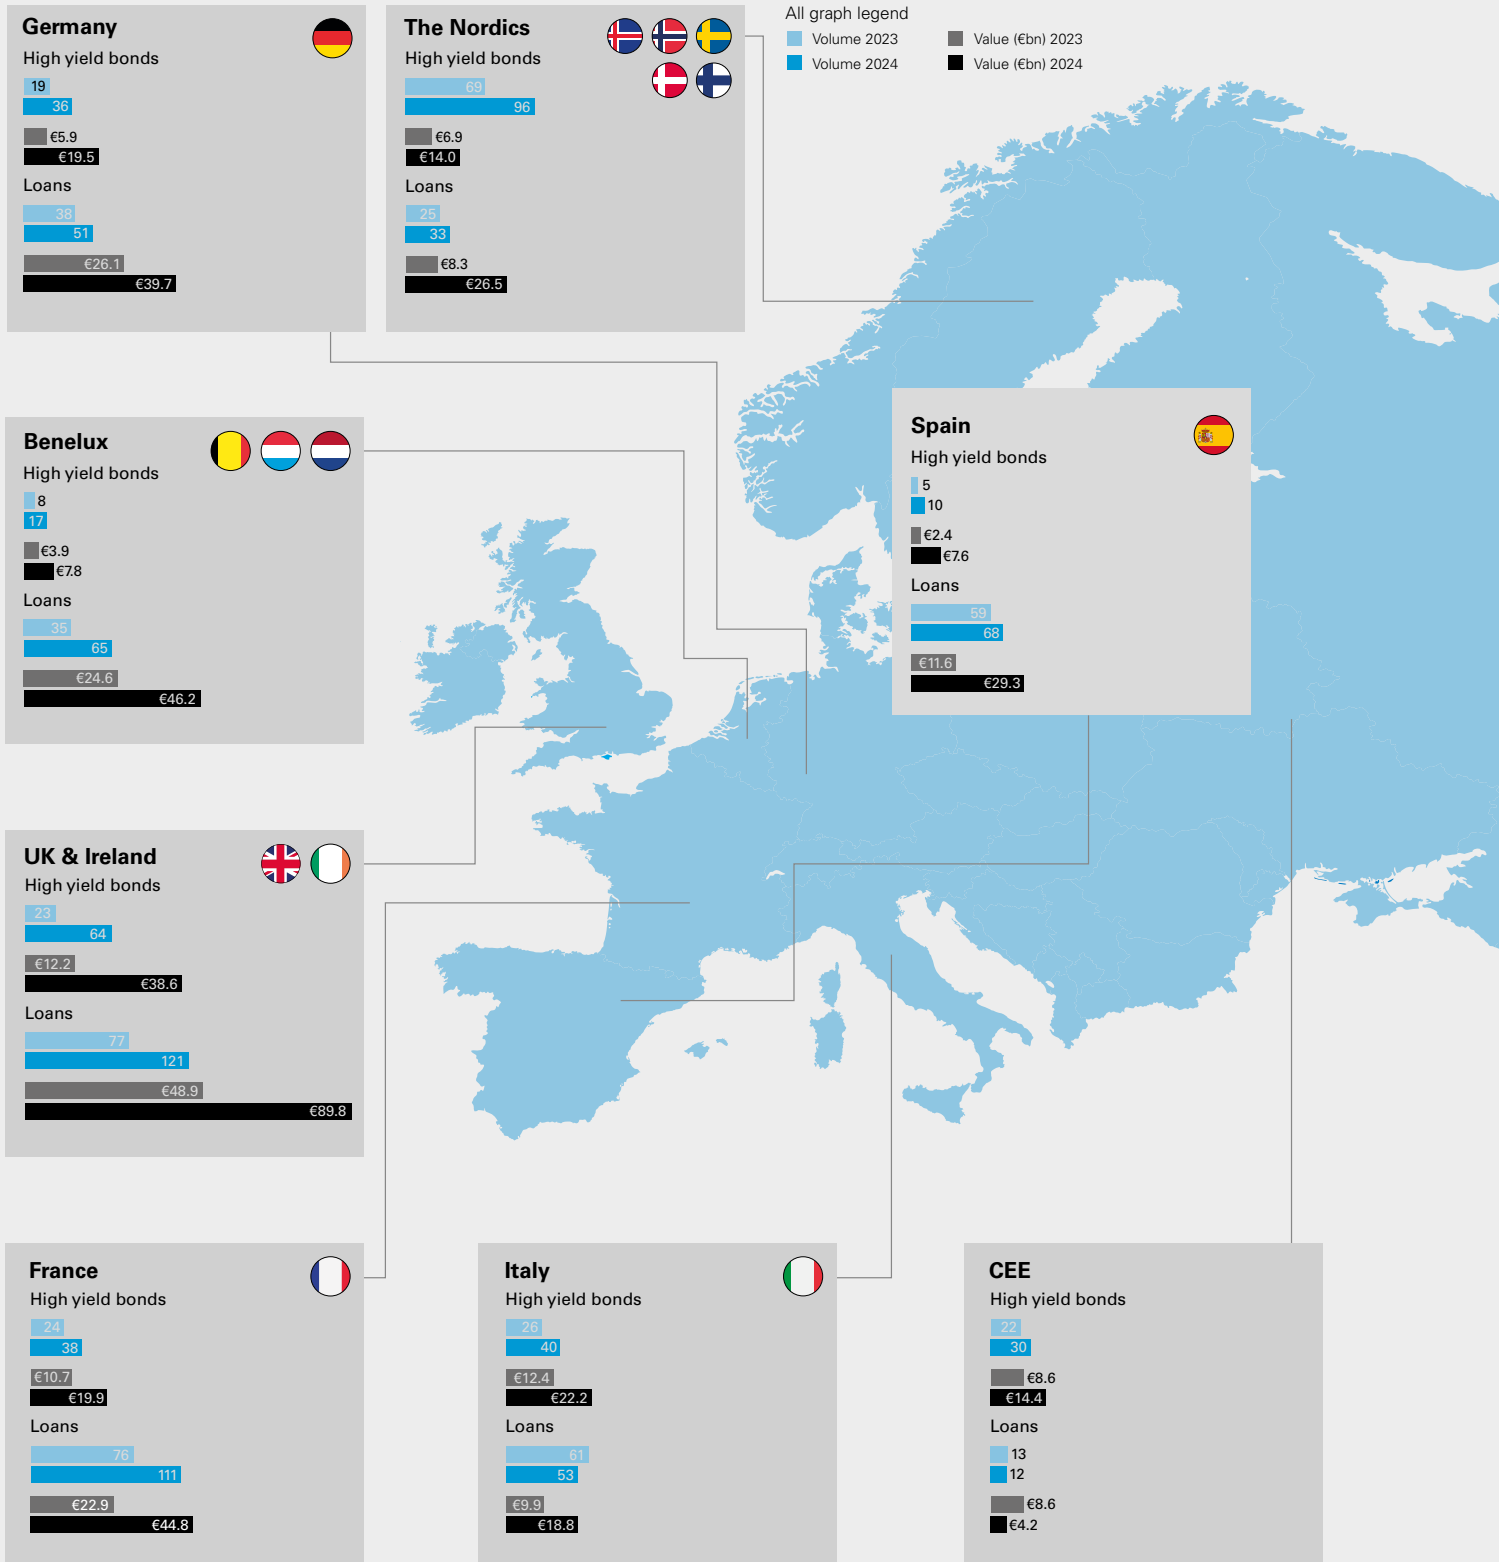 Germany
High yield bonds
19
36
€5.9
€19.5
Loans
38
51
€26.1
€39.7
The Nordics
High yield bonds
69
96
€6.9
€14.0
Loans
25
33
€8.3
€26.5
All graph legend
Volume 2023
Value (€bn) 2023
Volume 2024
Value (€bn) 2024
Benelux
High yield bonds
8
17
€3.9
€7.8
Loans
35
65
€24.6
€46.2
Spain
High yield bonds
5
10
€2.4
€7.6
Loans
59
68
€11.6
€29.3
UK & Ireland
High yield bonds
23
64
€12.2
€38.6
Loans
77
121
€48.9
€89.8
France
High yield bonds
24
38
€10.7
€19.9
Loans
76
111
€22.9
€44.8
Italy
High yield bonds
26
40
€12.4
€22.2
Loans
61
53
€9.9
€18.8
CEE
High yield bonds
22
30
€8.6
€14.4
Loans
13
12
€8.6
€4.2